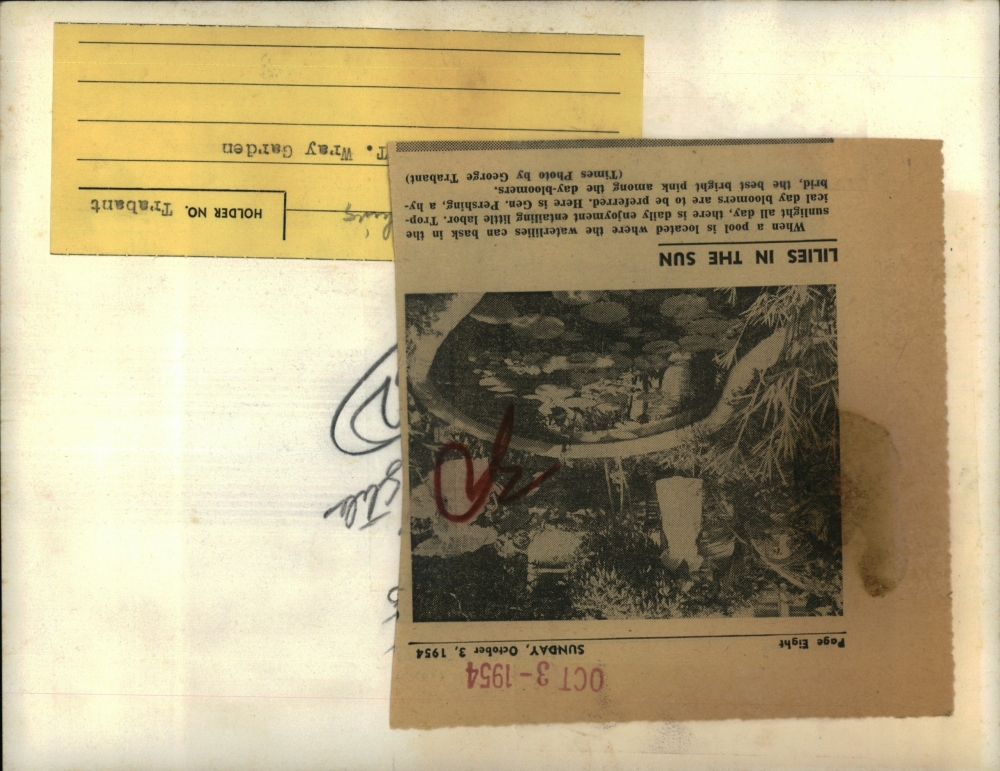 OCT 3-1954
Page Eight
SUNDAY, October 3, 1954
LILIES IN THE SUN
When a pool is located where the waterlilies can bask in the
sunlight all day, there is daily enjoyment entailing little labor. Trop-
ical day bloomers are to be preferred. Here is Gen. Pershing, a hy-
brid, the best bright pink among the day-bloomers.
(Times Photo by George Trabant)
HOLDER NO.
Trabant
T. Wray Garden